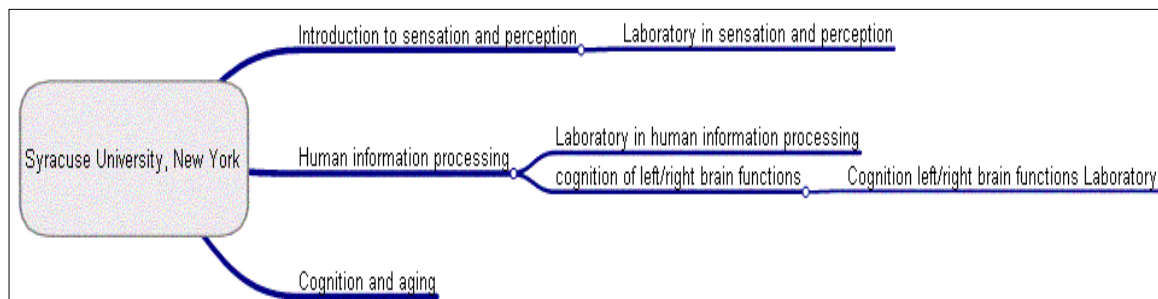 Introduction to sensation and perception
Laboratory in sensation and perception
Syracuse University, New York
Human information processing
Laboratory in human information processing
cognition of left/right brain functions
Cognition left/right brain functions Laboratory
Cognition and aging